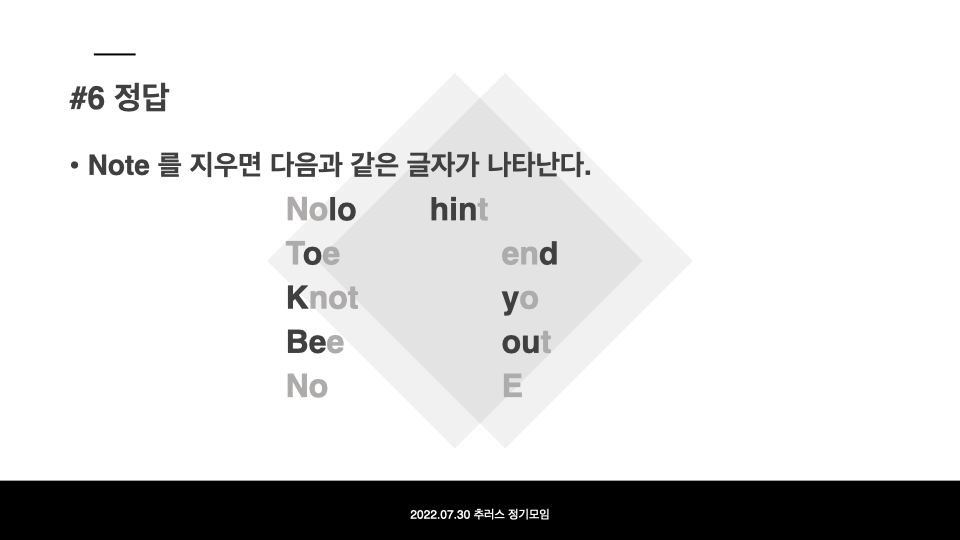 #6 정답
• Note 를 지우면 다음과 같은 글자가 나타난다.
Nolo hint
Toe end
Knot yo
Bee out
No E
2022.07.30 추러스 정기모임